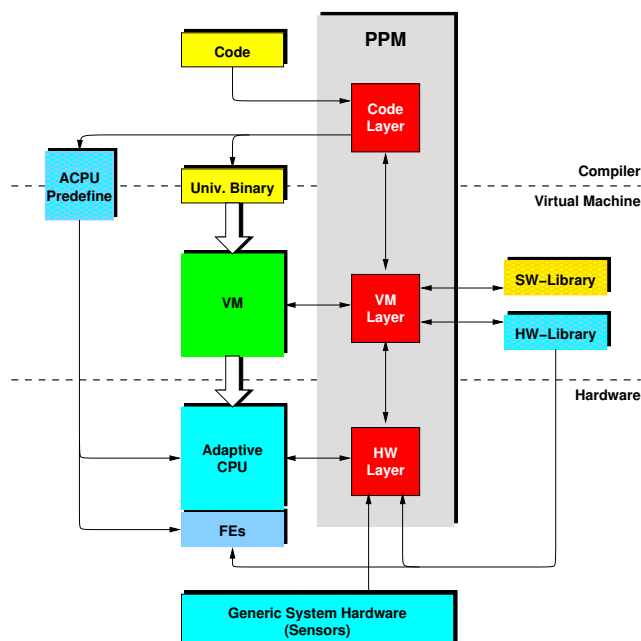 PPM
Code
Code
Layer
ACPU
Predefine
Compiler
Univ. Binary
Virtual Machine
SW–Library
VM
VM
Layer
HW–Library
Hardware
Adaptive
CPU
HW
Layer
FEs
Generic System Hardware
(Sensors)